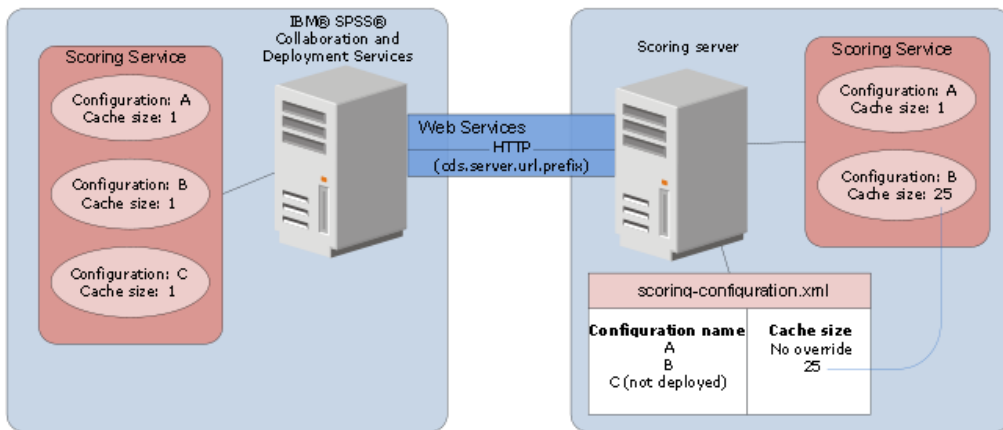 IBM® SPSS®
Collaboration and
Deployment Services
Scoring Service
Configuration: A
Cache size: 1
Configuration: B
Cache size: 1
Configuration: C
Cache size: 1
Web Services
HTTP
(cds.server.url.prefix)
Scoring server
Scoring Service
Configuration: A
Cache size: 1
Configuration: B
Cache size: 25
scoring-configuration.xml
Configuration name
A
B
C (not deployed)
Cache size
No override
25